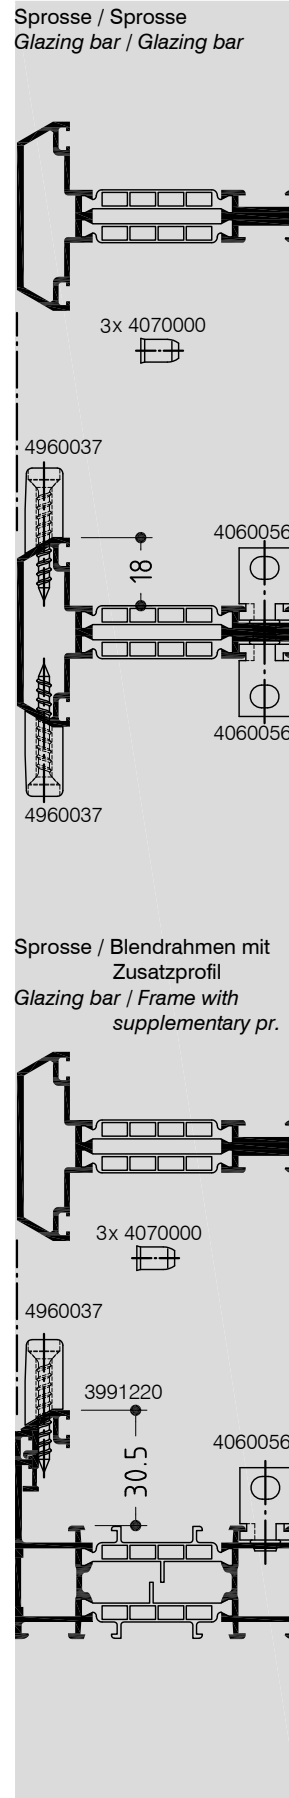 Sprosse / Sprosse
Glazing bar / Glazing bar
3x 4070000
4960037
4060056
18
4060056
4960037
Sprosse / Blendrahmen mit
Zusatzprofil
Glazing bar / Frame with
supplementary pr.
3x 4070000
4960037
3991220
4060056
30.5